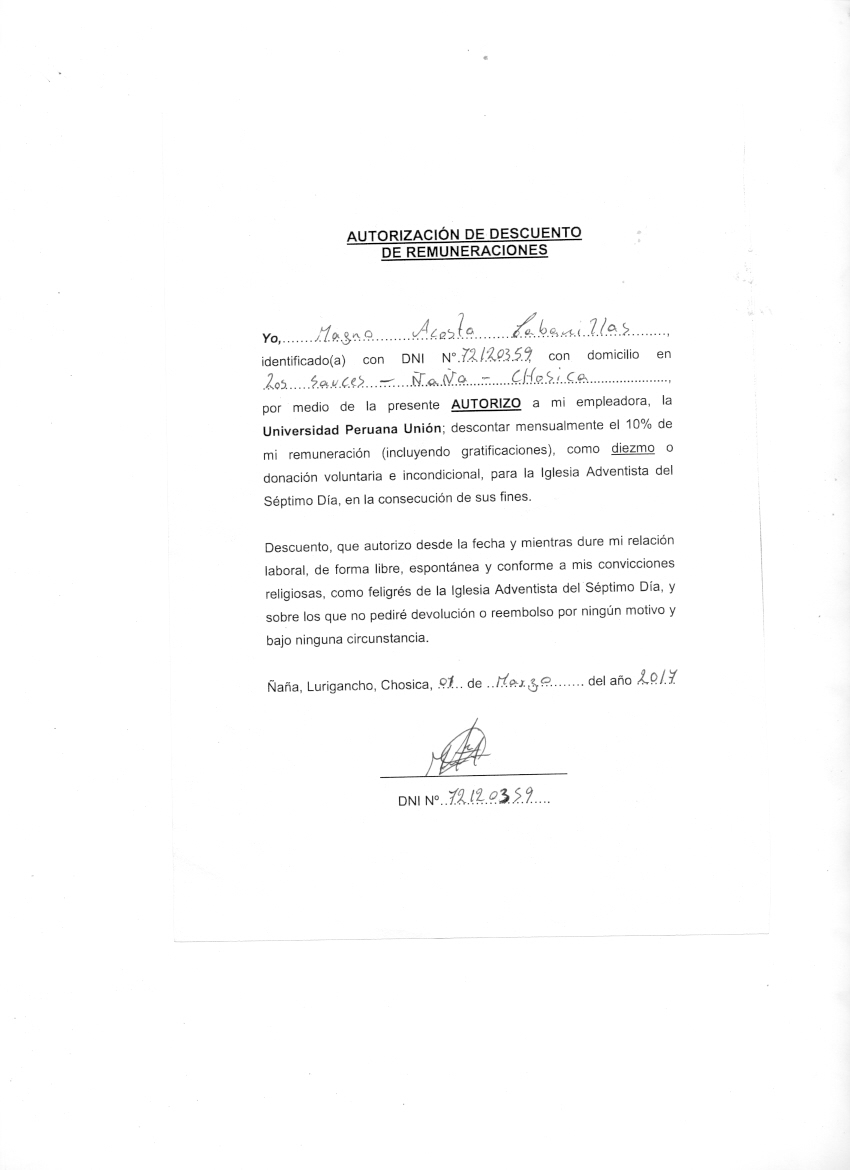 AUTORIZACIÓN DE DESCUENTO
DE REMUNERACIONES
Yo,....... Magno ........ Acosta ....... Labanillas ........,
identificado(a) con DNI N°.72120359 con domicilio en
Los Sauces – ÑaÑa – CHosica ....................,
por medio de la presente AUTORIZO a mi empleadora, la
Universidad Peruana Unión; descontar mensualmente el 10% de
mi remuneración (incluyendo gratificaciones), como diezmo o
donación voluntaria e incondicional, para la Iglesia Adventista del
Séptimo Día, en la consecución de sus fines.
Descuento, que autorizo desde la fecha y mientras dure mi relación
laboral, de forma libre, espontánea y conforme a mis convicciones
religiosas, como feligrés de la Iglesia Adventista del Séptimo Día, y
sobre los que no pediré devolución o reembolso por ningún motivo y
bajo ninguna circunstancia.
Ñaña, Lurigancho, Chosica, 01.. de ..Marzo........ del año 2017
DNI Nº..72120359....